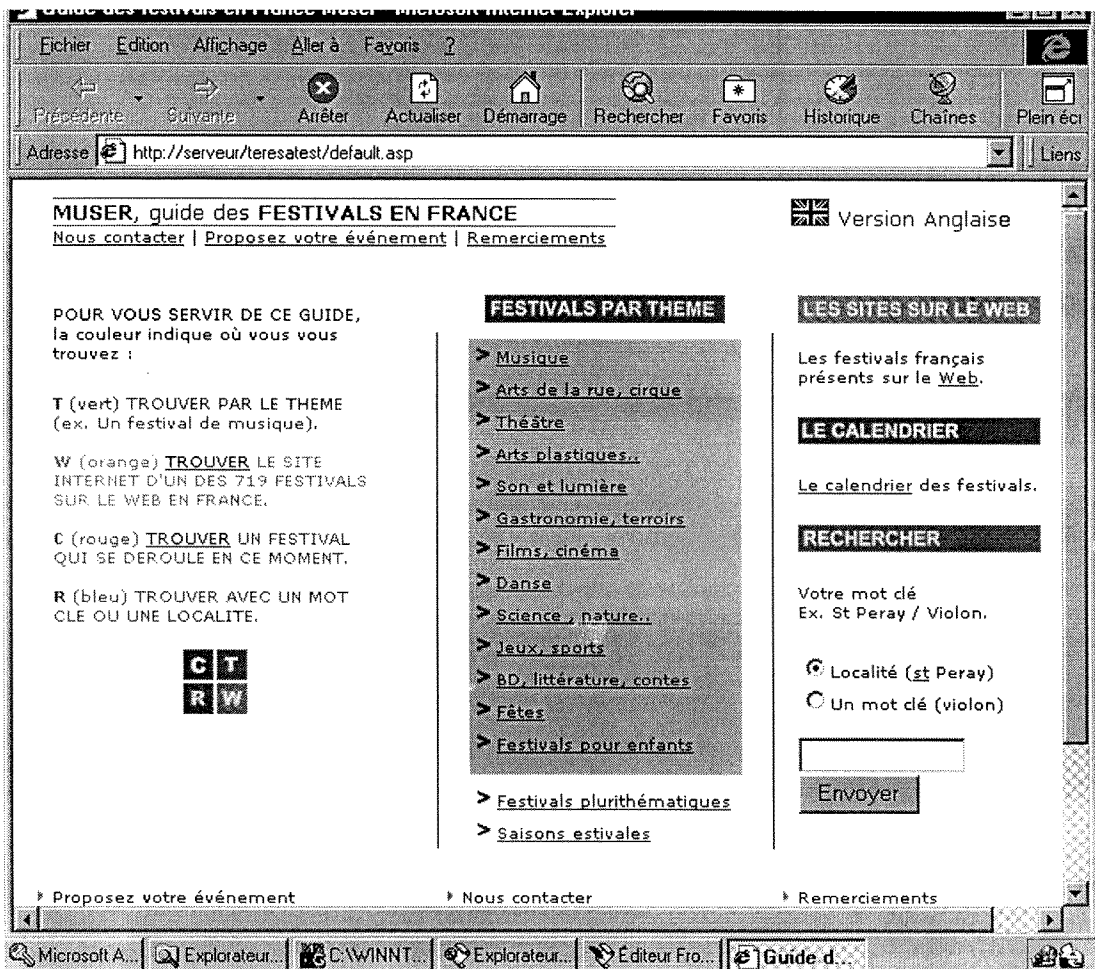 Guide des festivals en France Muser - Microsoft Internet Explorer
Fichier Edition Affichage Aller à Favoris ?
Précédente Suivante Arrêter Actualiser Démarrage Rechercher Favoris Historique Chaînes Plein écr
Adresse http://serveur/teresatest/default.asp Liens
MUSER, guide des FESTIVALS EN FRANCE
Nous contacter | Proposez votre événement | Remerciements
Version Anglaise
POUR VOUS SERVIR DE CE GUIDE,
la couleur indique où vous vous
trouvez :
T (vert) TROUVER PAR LE THEME
(ex. Un festival de musique).
W (orange) TROUVER LE SITE
INTERNET D'UN DES 719 FESTIVALS
SUR LE WEB EN FRANCE.
C (rouge) TROUVER UN FESTIVAL
QUI SE DEROULE EN CE MOMENT.
R (bleu) TROUVER AVEC UN MOT
CLE OU UNE LOCALITE.
C T
R W
FESTIVALS PAR THEME
> Musique
> Arts de la rue, cirque
> Théâtre
> Arts plastiques..
> Son et lumière
> Gastronomie, terroirs
> Films, cinéma
> Danse
> Science , nature..
> Jeux, sports
> BD, littérature, contes
> Fêtes
> Festivals pour enfants
> Festivals plurithématiques
> Saisons estivales
LES SITES SUR LE WEB
Les festivals français
présents sur le Web.
LE CALENDRIER
Le calendrier des festivals.
RECHERCHER
Votre mot clé
Ex. St Peray / Violon.
Localité (st Peray)
Un mot clé (violon)
Envoyer
Proposez votre événement Nous contacter Remerciements
Microsoft A... Explorateur... C:\WINNT... Explorateur... Éditeur Fro... Guide d...